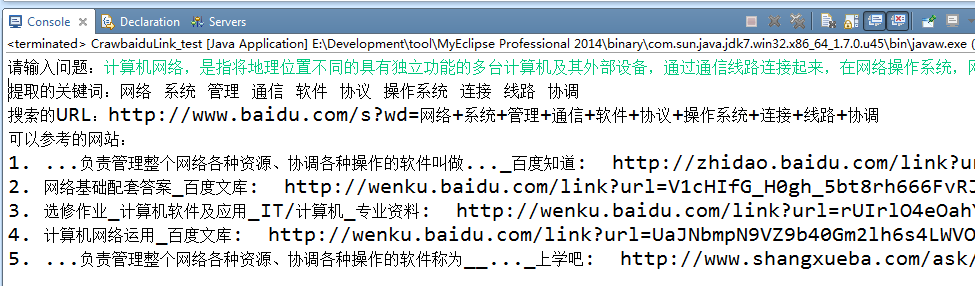 Console Declaration Servers
<terminated> CrawbaiduLink_test [Java Application] E:\Development\tool\MyEclipse Professional 2014\binary\com.sun.java.jdk7.win32.x86_64_1.7.0.u45\bin\javaw.exe (
请输入问题：计算机网络，是指将地理位置不同的具有独立功能的多台计算机及其外部设备，通过通信线路连接起来，在网络操作系统，
提取的关键词：网络 系统 管理 通信 软件 协议 操作系统 连接 线路 协调
搜索的URL：http://www.baidu.com/s?wd=网络+系统+管理+通信+软件+协议+操作系统+连接+线路+协调
可以参考的网站：
1. ...负责管理整个网络各种资源、协调各种操作的软件叫做..._百度知道: http://zhidao.baidu.com/link?ur
2. 网络基础配套答案_百度文库: http://wenku.baidu.com/link?url=V1cHIfG_H0gh_5bt8rh666FvRJ
3. 选修作业_计算机软件及应用_IT/计算机_专业资料: http://wenku.baidu.com/link?url=rUIrlO4eOahY
4. 计算机网络运用_百度文库: http://wenku.baidu.com/link?url=UaJNbmpN9VZ9b40Gm2lh6s4LWVO
5. ...负责管理整个网络各种资源、协调各种操作的软件称为__..._上学吧: http://www.shangxueba.com/ask/